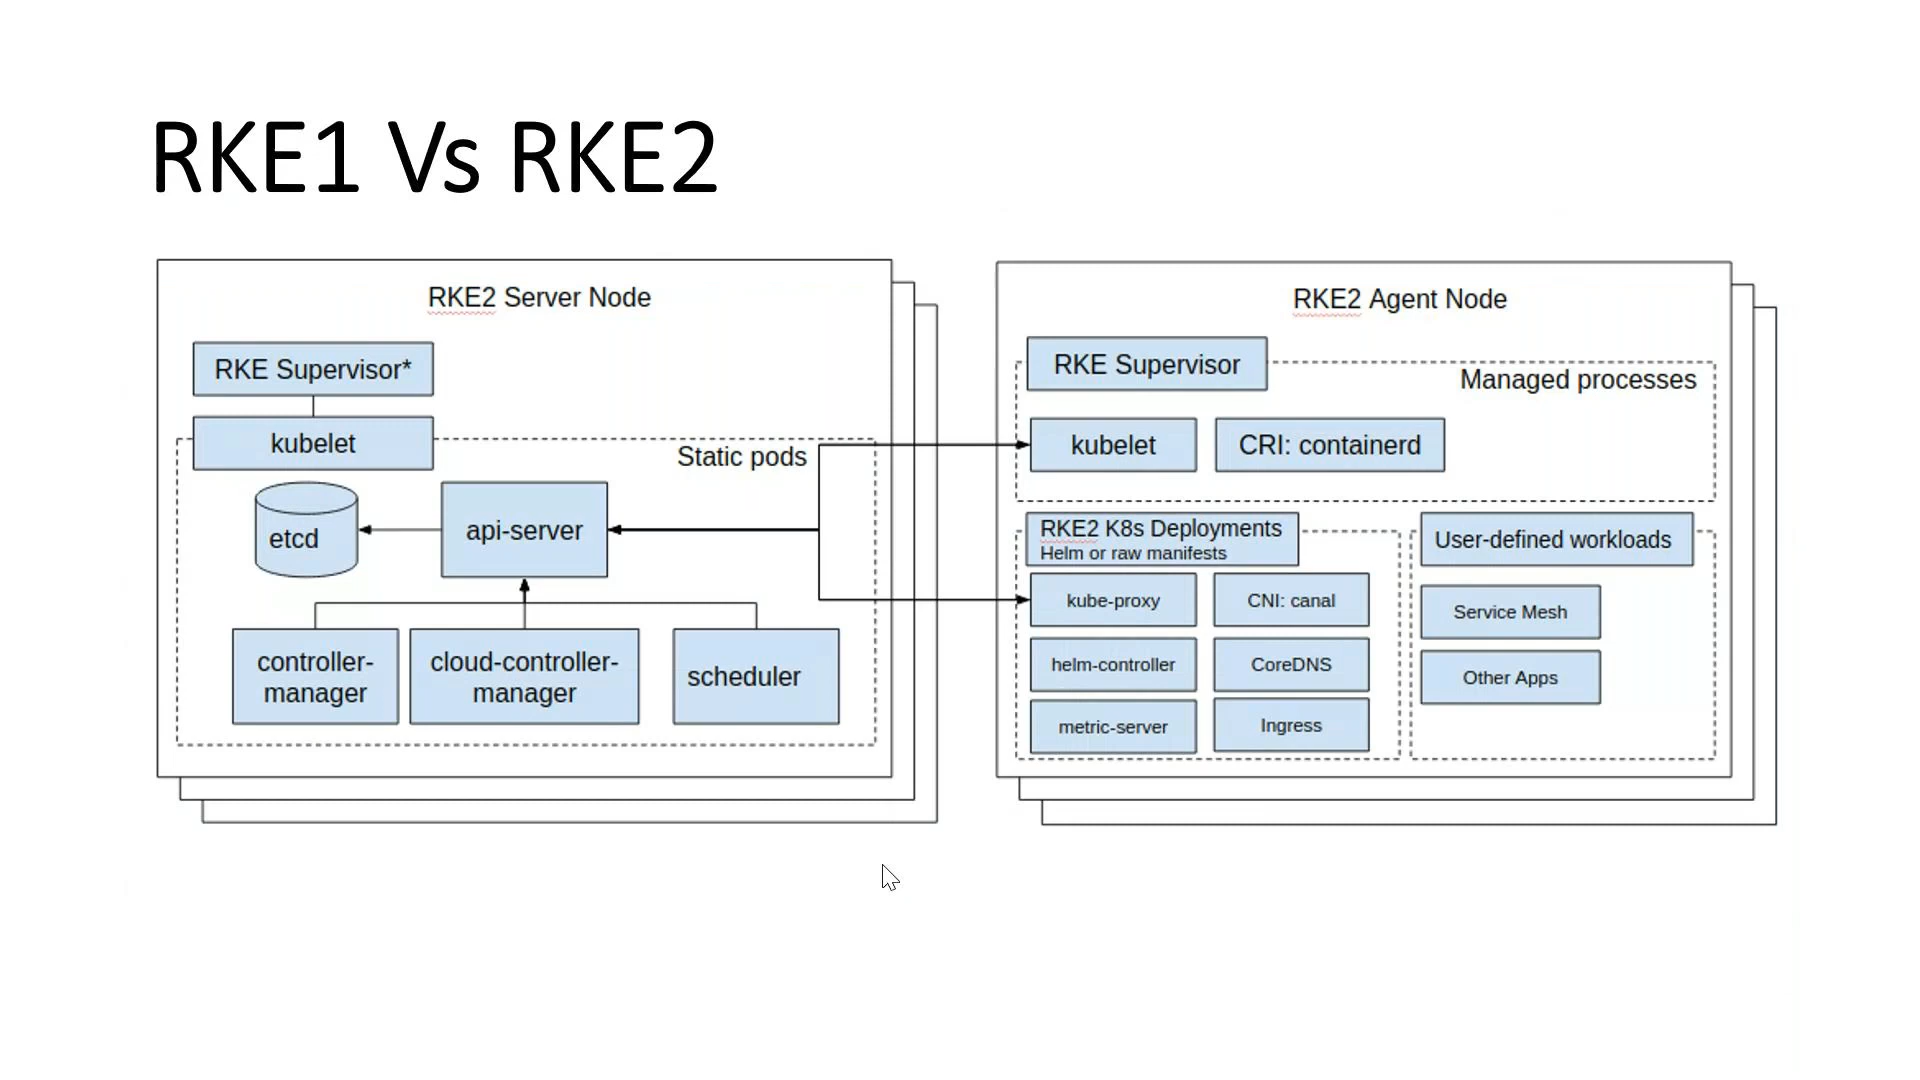 RKE1 Vs RKE2
RKE2 Server Node
RKE Supervisor*
kubelet
Static pods
etcd
api-server
controller-
manager
cloud-controller-
manager
scheduler
RKE2 Agent Node
RKE Supervisor
Managed processes
kubelet
CRI: containerd
RKE2 K8s Deployments
Helm or raw manifests
kube-proxy
CNI: canal
helm-controller
CoreDNS
metric-server
Ingress
User-defined workloads
Service Mesh
Other Apps